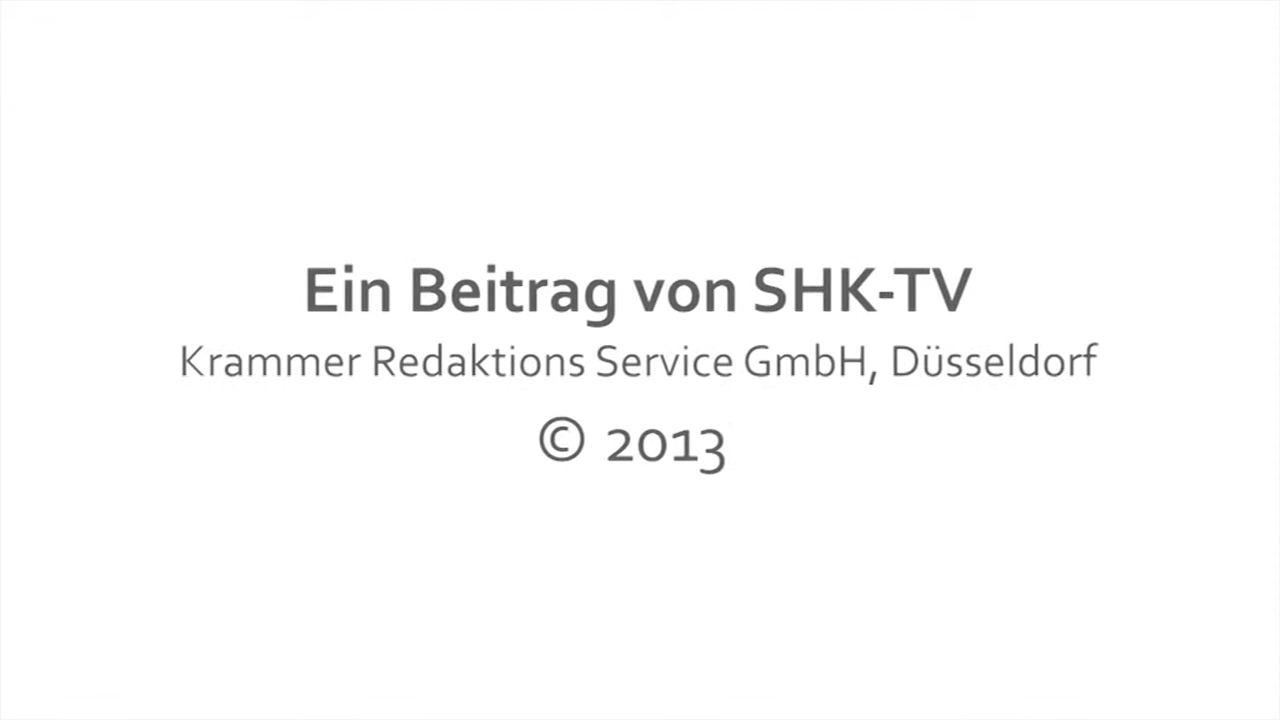 Ein Beitrag von SHK-TV
Krammer Redaktions Service GmbH, Düsseldorf
© 2013